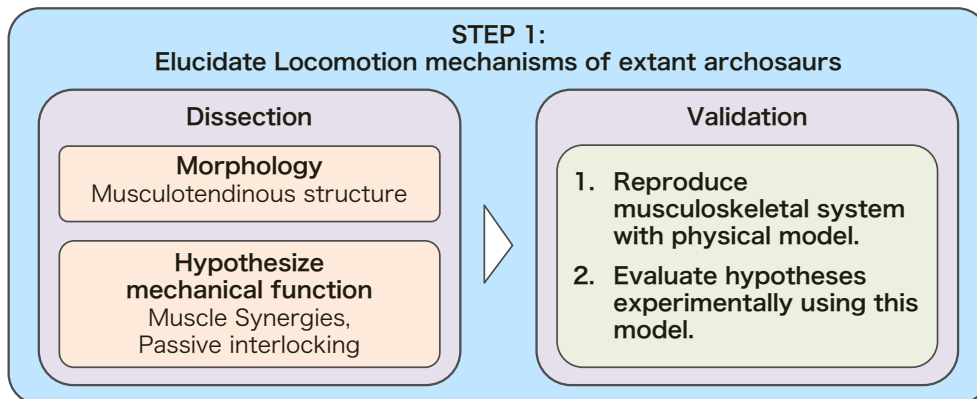 STEP 1:
Elucidate Locomotion mechanisms of extant archosaurs
Dissection
Morphology
Musculotendinous structure
Hypothesize
mechanical function
Muscle Synergies,
Passive interlocking
Validation
1. Reproduce
musculoskeletal system
with physical model.
2. Evaluate hypotheses
experimentally using this
model.